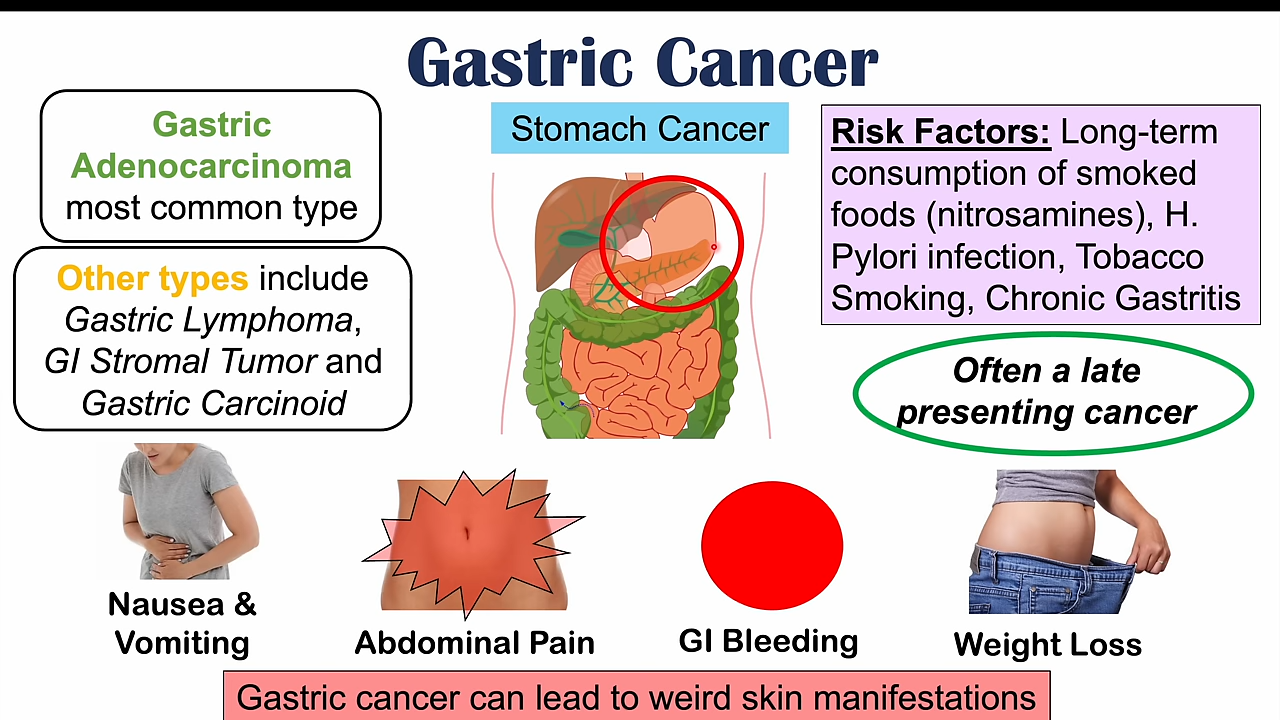 Gastric Cancer
Gastric
Adenocarcinoma
most common type
Other types include
Gastric Lymphoma,
GI Stromal Tumor and
Gastric Carcinoid
Stomach Cancer
Risk Factors: Long-term
consumption of smoked
foods (nitrosamines), H.
Pylori infection, Tobacco
Smoking, Chronic Gastritis
Often a late
presenting cancer
Nausea &
Vomiting
Abdominal Pain
GI Bleeding
Weight Loss
Gastric cancer can lead to weird skin manifestations